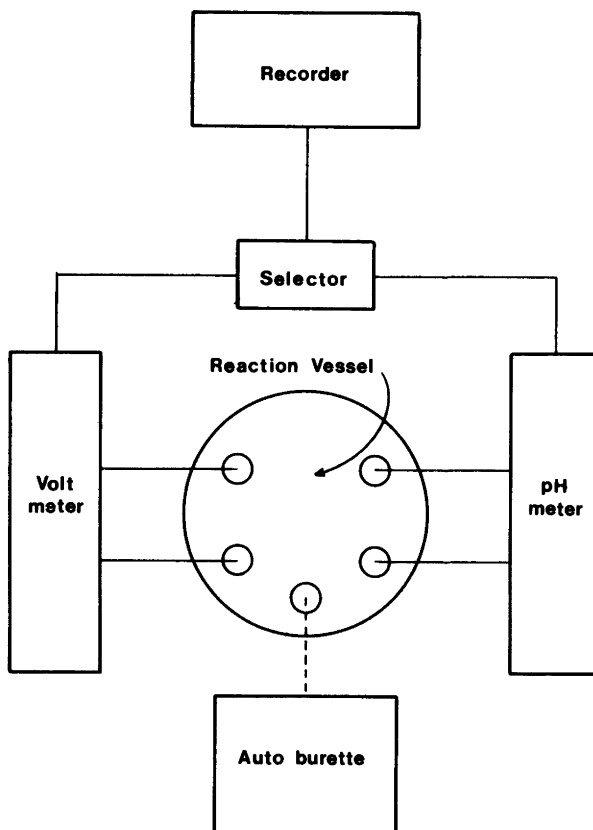 Recorder
Selector
Reaction Vessel
Volt
meter
pH
meter
Auto burette